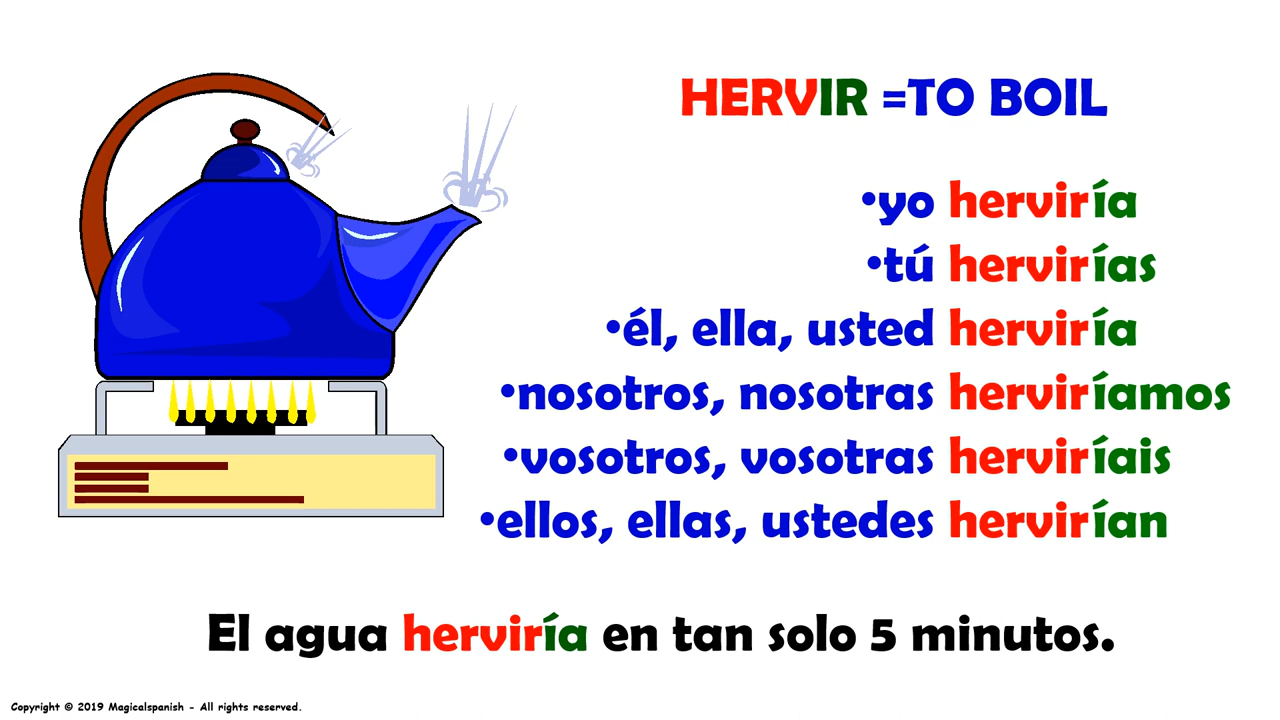 HERVIR =TO BOIL
•yo herviría
•tú hervirías
•él, ella, usted herviría
•nosotros, nosotras herviríamos
•vosotros, vosotras herviríais
•ellos, ellas, ustedes hervirían
El agua herviría en tan solo 5 minutos.
Copyright © 2019 Magicalspanish - All rights reserved.